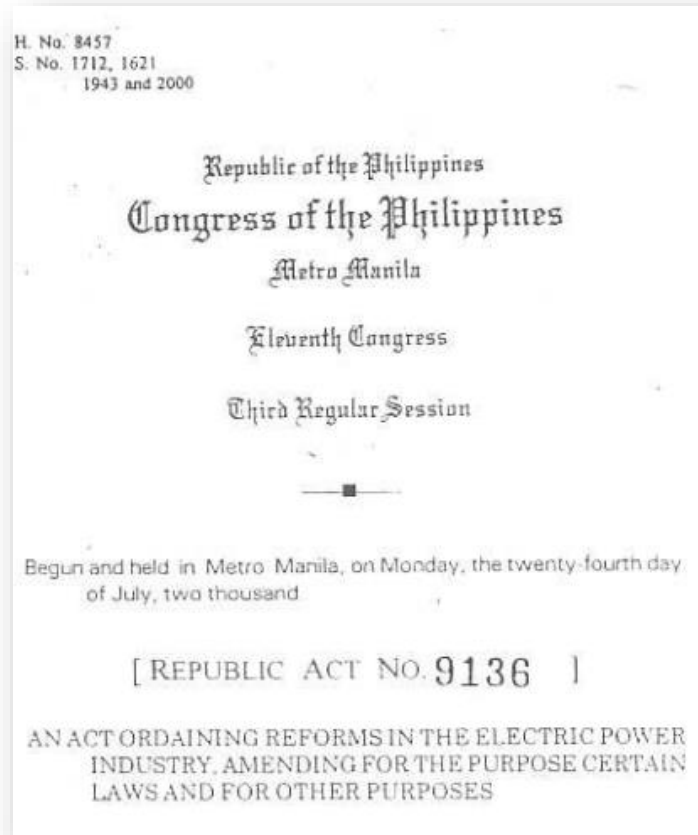 H. No. 8457
S. No. 1712, 1621
1943 and 2000
Republic of the Philippines
Congress of the Philippines
Metro Manila
Eleventh Congress
Third Regular Session
Begun and held in Metro Manila, on Monday, the twenty-fourth day
of July, two thousand
[ REPUBLIC ACT NO. 9136 ]
AN ACT ORDAINING REFORMS IN THE ELECTRIC POWER
INDUSTRY, AMENDING FOR THE PURPOSE CERTAIN
LAWS AND FOR OTHER PURPOSES